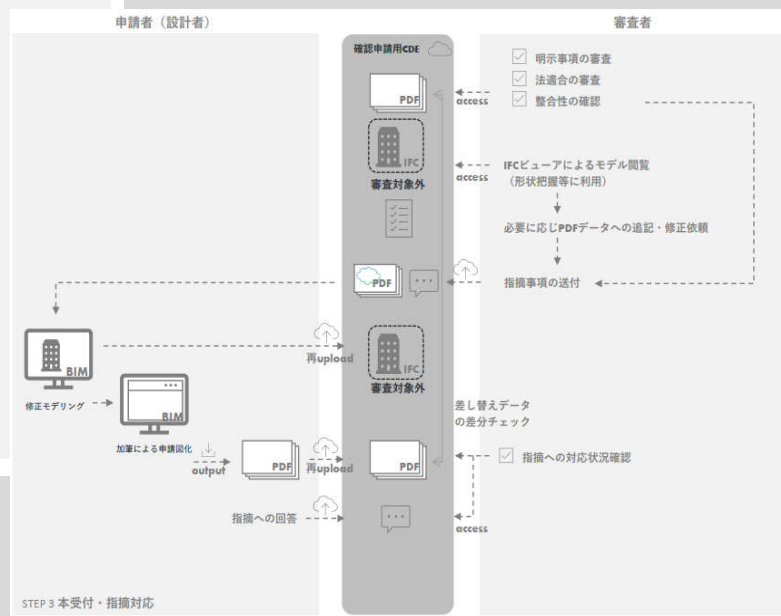 申請者（設計者）
審査者
確認申請用CDE
PDF
access
明示事項の審査
法適合の審査
整合性の確認
IFC
審査対象外
access
IFCビューアによるモデル閲覧
（形状把握等に利用）
必要に応じPDFデータへの追記・修正依頼
PDF
指摘事項の送付
BIM
修正モデリング
再upload
IFC
審査対象外
BIM
加筆による申請図化
output
PDF
再upload
PDF
差し替えデータ
の差分チェック
指摘への対応状況確認
指摘への回答
access
STEP 3 本受付・指摘対応